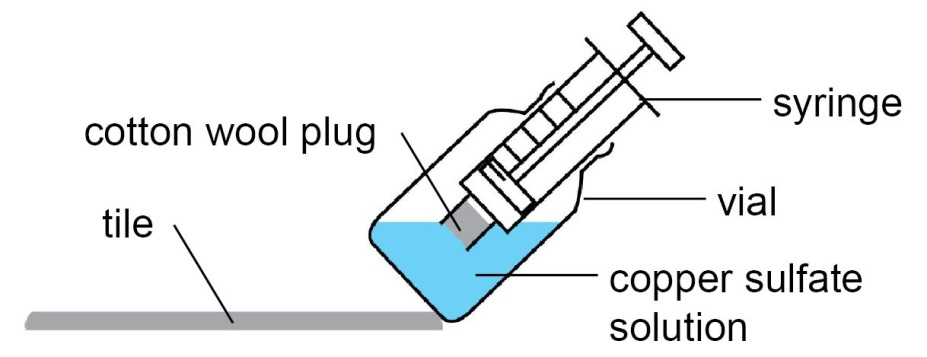 syringe
cotton wool plug
vial
tile
copper sulfate
solution